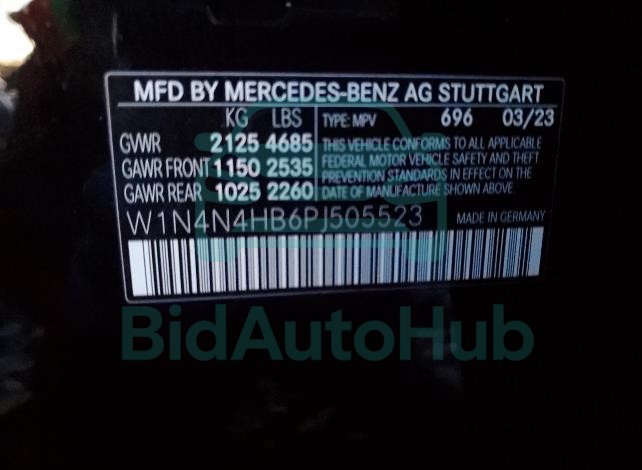 MFD BY MERCEDES-BENZ AG STUTTGART
KG LBS TYPE: MPV 696 03/23
GVWR 2125 4685
GAWR FRONT 1150 2535
GAWR REAR 1025 2260
THIS VEHICLE CONFORMS TO ALL APPLICABLE
FEDERAL MOTOR VEHICLE SAFETY AND THEFT
PREVENTION STANDARDS IN EFFECT ON THE
DATE OF MANUFACTURE SHOWN ABOVE.
W1N4N4HB6PJ505523 MADE IN GERMANY
BidAutoHub